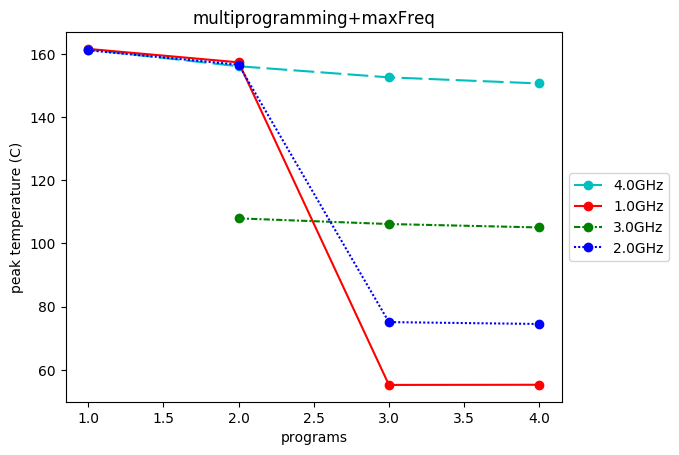 multiprogramming+maxFreq
peak temperature (C)
160
140
120
100
80
60
1.0
1.5
2.0
2.5
3.0
3.5
4.0
programs
4.0GHz
1.0GHz
3.0GHz
2.0GHz